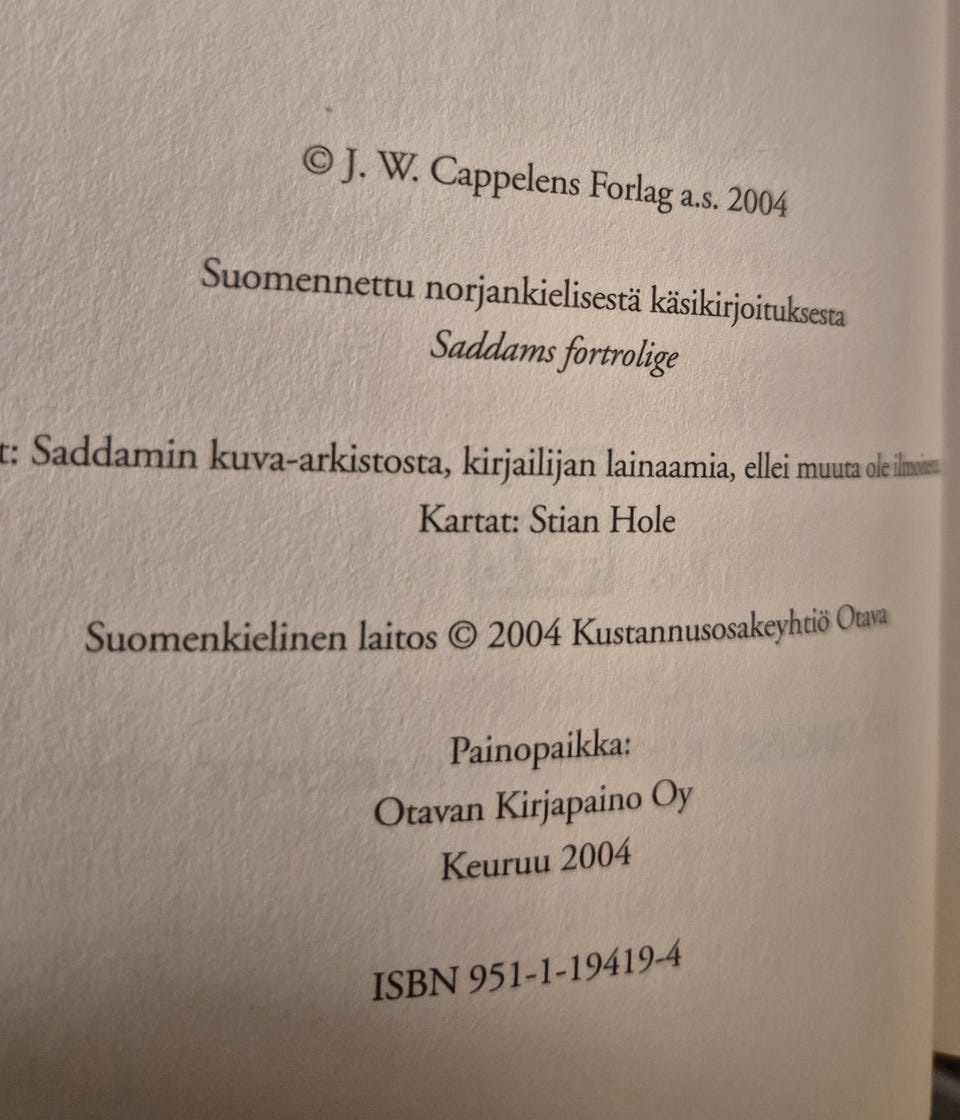 © J. W. Cappelens Forlag a.s. 2004
Suomennettu norjankielisestä käsikirjoituksesta
Saddams fortrolige
t: Saddamin kuva-arkistosta, kirjailijan lainaamia, ellei muuta ole
Kartat: Stian Hole
Suomenkielinen laitos © 2004 Kustannusosakeyhtiö Otava
Painopaikka:
Otavan Kirjapaino Oy
Keuruu 2004
ISBN 951-1-19419-4